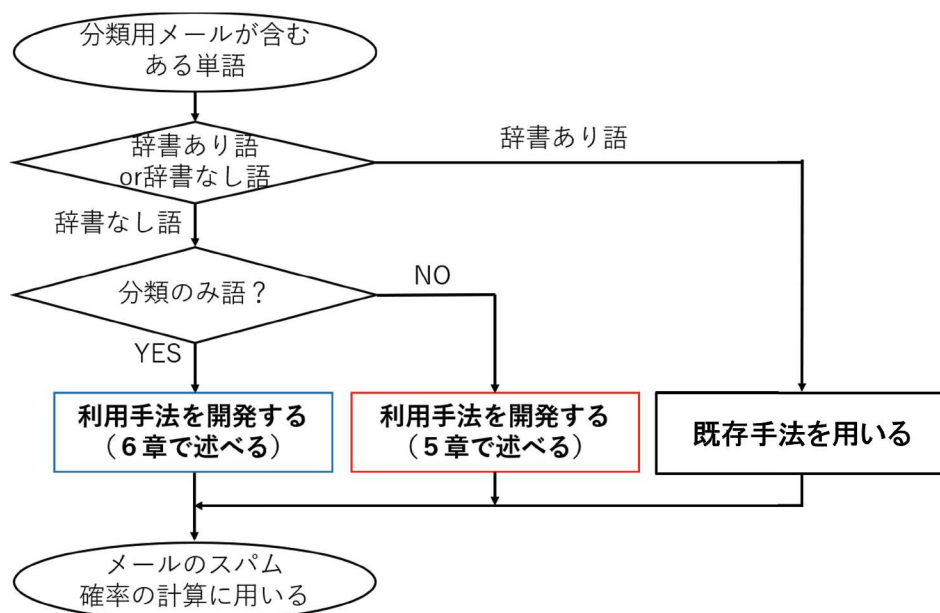 分類用メールが含む
ある単語
辞書あり語
or辞書なし語
辞書あり語
辞書なし語
分類のみ語？
NO
YES
利用手法を開発する
（６章で述べる）
利用手法を開発する
（５章で述べる）
既存手法を用いる
メールのスパム
確率の計算に用いる